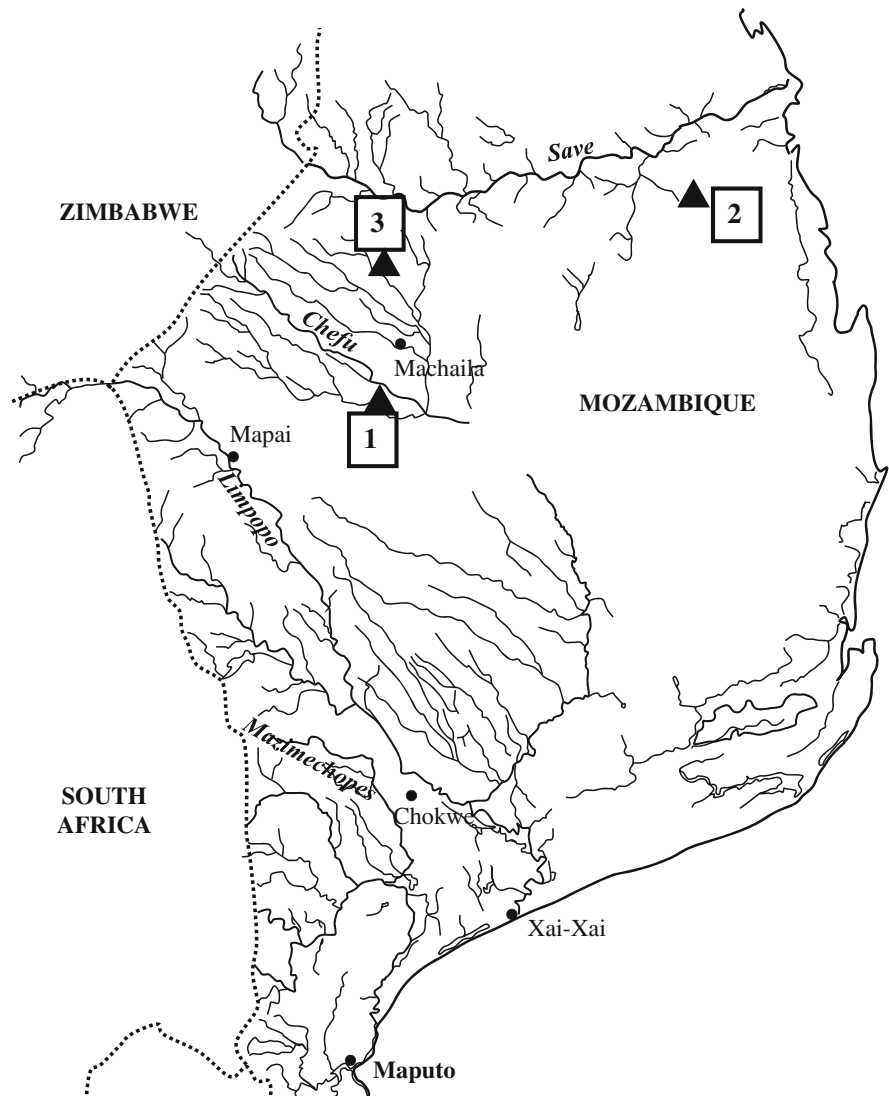 Save
ZIMBABWE
3
2
Chefu
Machaila
MOZAMBIQUE
1
Mapai
Limpopo
Mazimechopes
SOUTH
AFRICA
Chokwe
Xai-Xai
Maputo